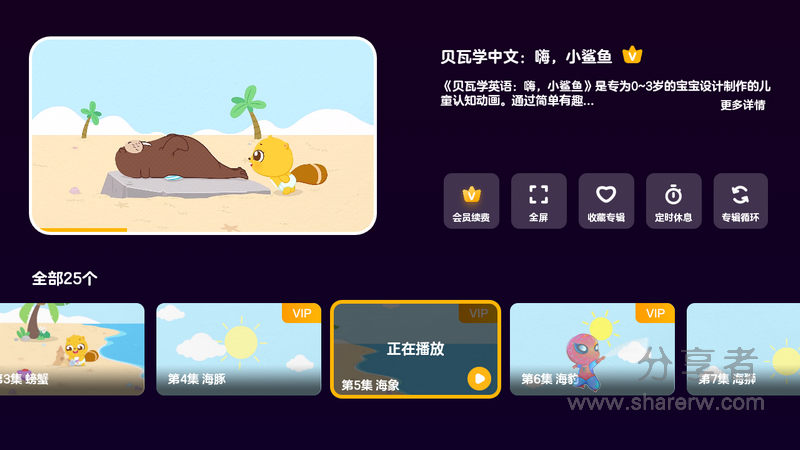 贝瓦学中文：嗨，小鲨鱼
《贝瓦学英语：嗨，小鲨鱼》是专为0~3岁的宝宝设计制作的儿
童认知动画。通过简单有趣...
更多详情
会员续费
全屏
收藏专辑
定时休息
专辑循环
全部25个
第3集 螃蟹
VIP
第4集 海豚
VIP
正在播放
第5集 海象
VIP
第6集 海豹
第7集 海狮
分享者
www.sharerw.com